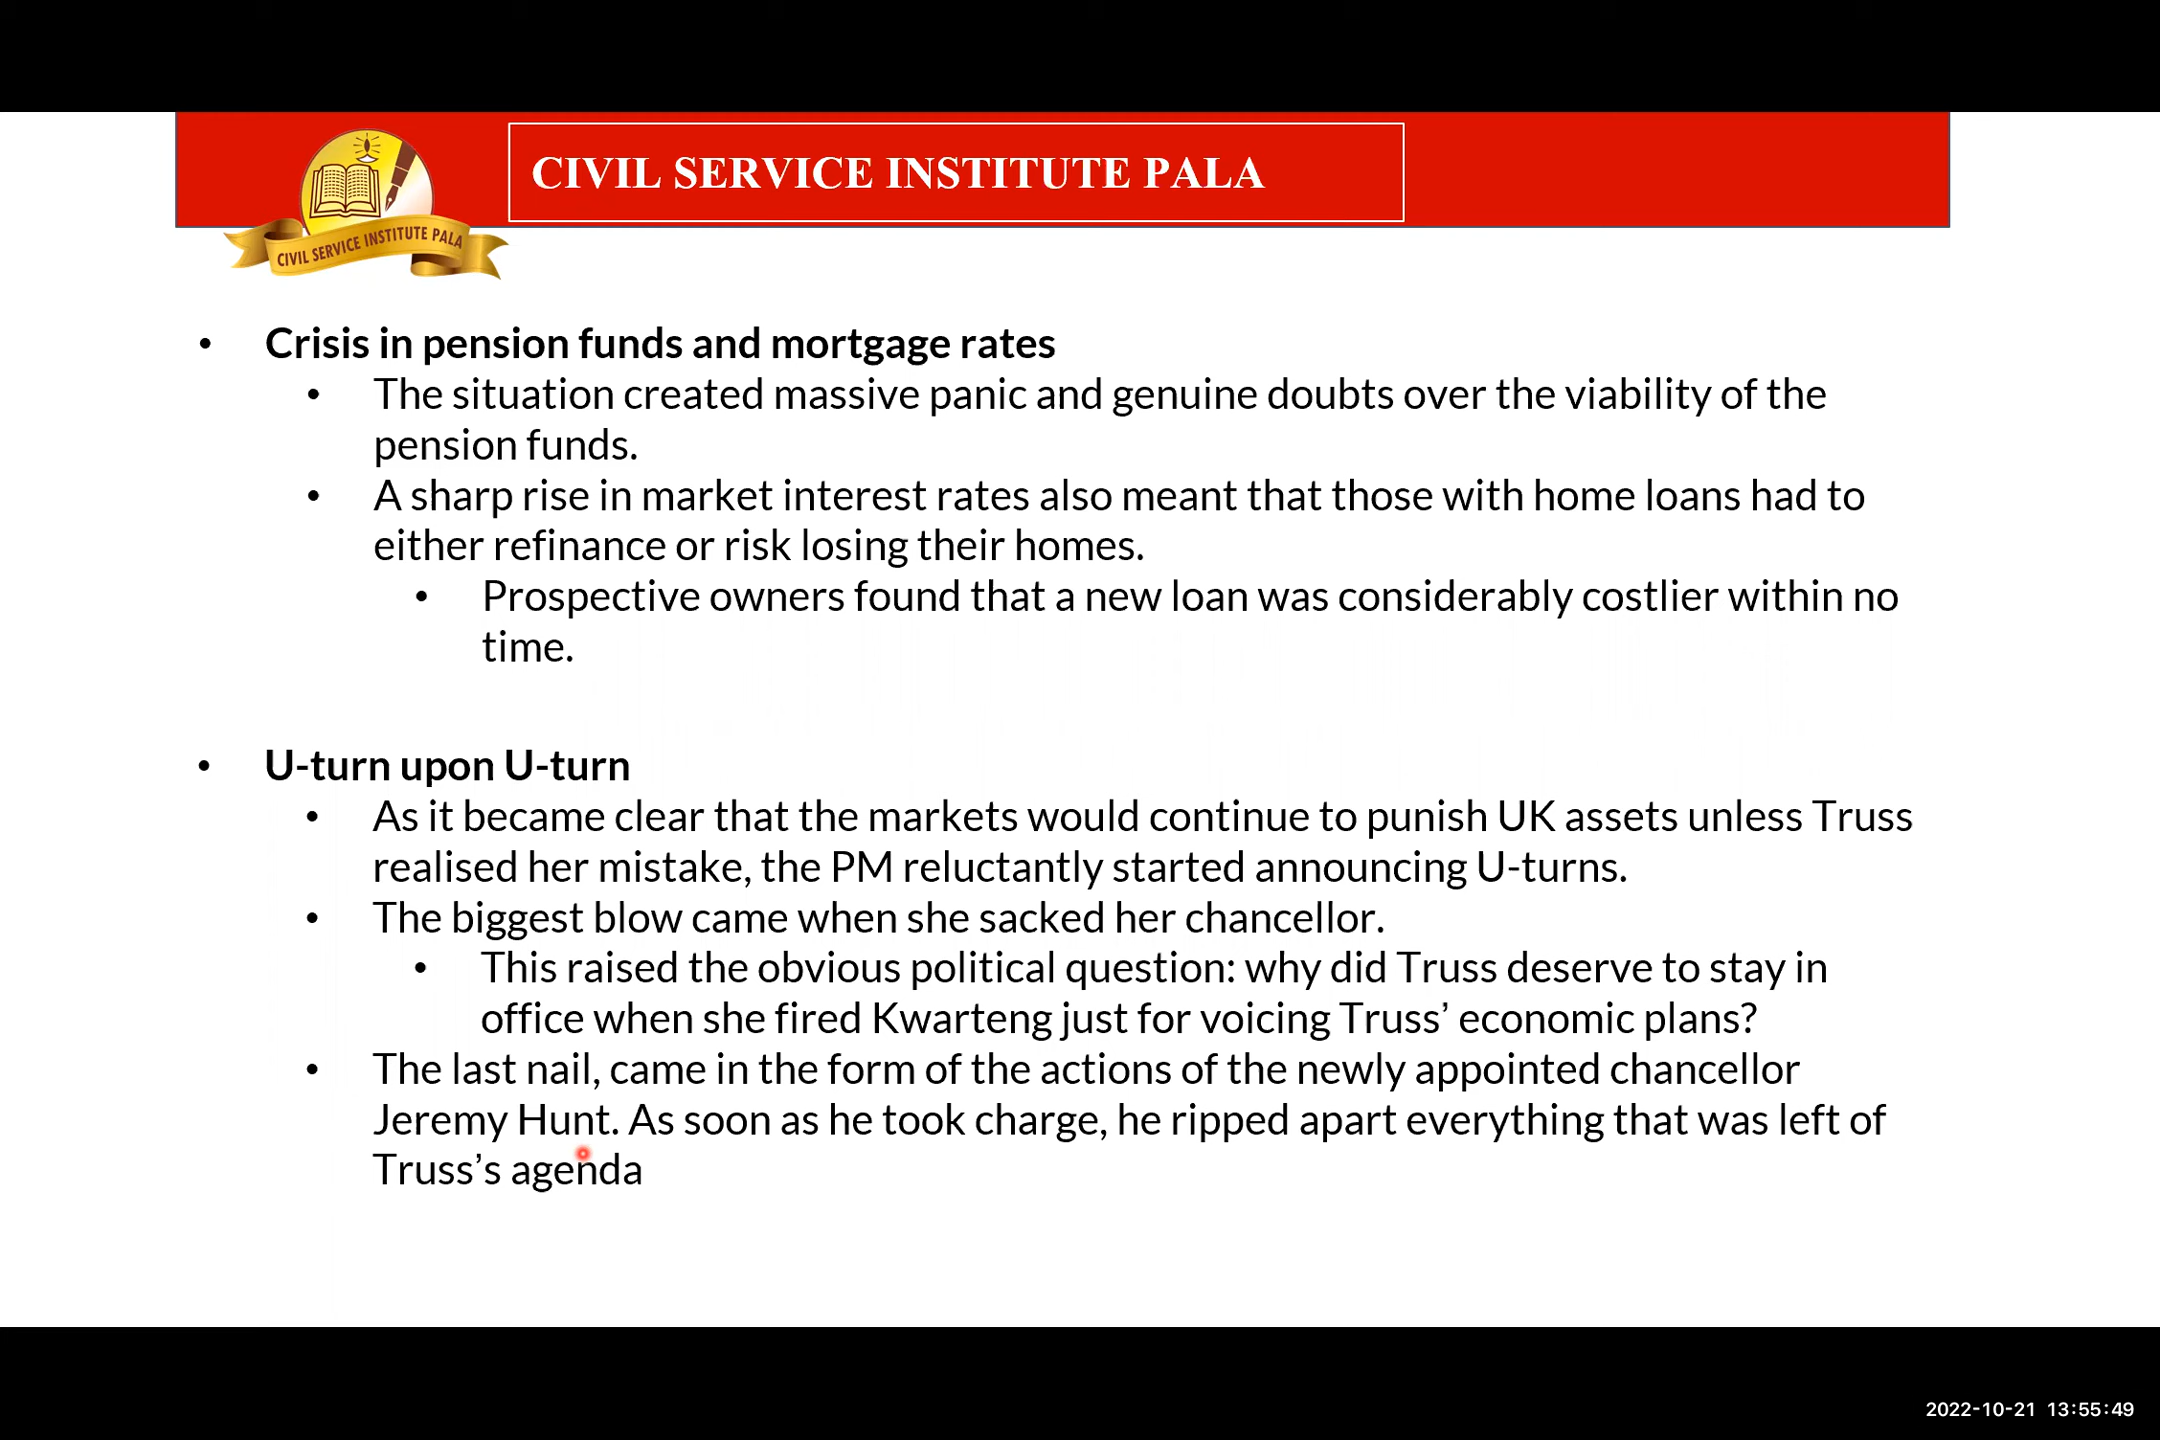 CIVIL SERVICE INSTITUTE PALA
CIVIL SERVICE INSTITUTE PALA
• Crisis in pension funds and mortgage rates
• The situation created massive panic and genuine doubts over the viability of the
pension funds.
• A sharp rise in market interest rates also meant that those with home loans had to
either refinance or risk losing their homes.
• Prospective owners found that a new loan was considerably costlier within no
time.
• U-turn upon U-turn
• As it became clear that the markets would continue to punish UK assets unless Truss
realised her mistake, the PM reluctantly started announcing U-turns.
• The biggest blow came when she sacked her chancellor.
• This raised the obvious political question: why did Truss deserve to stay in
office when she fired Kwarteng just for voicing Truss’ economic plans?
• The last nail, came in the form of the actions of the newly appointed chancellor
Jeremy Hunt. As soon as he took charge, he ripped apart everything that was left of
Truss’s agenda
2022-10-21 13:55:49